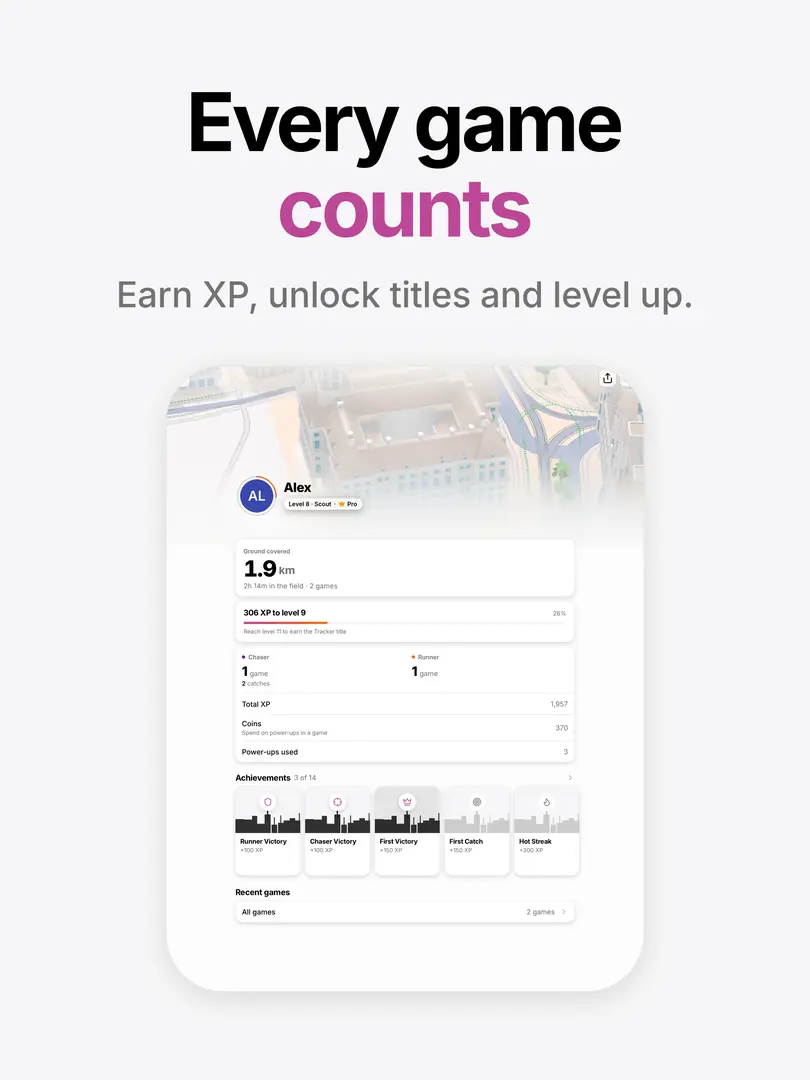 Every game
counts
Earn XP, unlock titles and level up.
AL
Alex
Level 8 · Scout · Pro
Ground covered
1.9 km
2h 14m in the field · 2 games
306 XP to level 9
26%
Reach level 11 to earn the Tracker title
Chaser
1 game
2 catches
Runner
1 game
Total XP
1,957
Coins
Spend on power-ups in a game
370
Power-ups used
3
Achievements 3 of 14
Runner Victory
+100 XP
Chaser Victory
+100 XP
First Victory
+150 XP
First Catch
+150 XP
Hot Streak
+300 XP
Recent games
All games
2 games